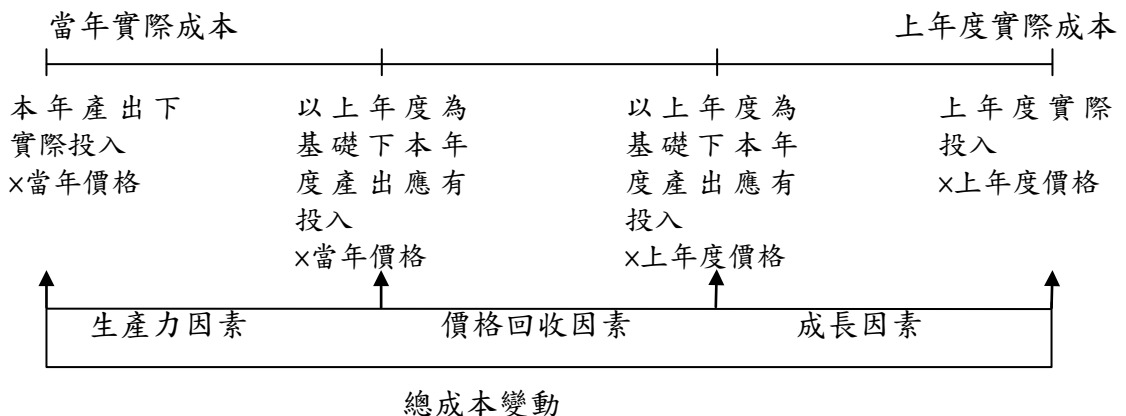 當年實際成本
上年度實際成本
本年產出下
實際投入
×當年價格
以上年度為
基礎下本年
度產出應有
投入
×當年價格
以上年度為
基礎下本年
度產出應有
投入
×上年度價格
上年度實際
投入
×上年度價格
生產力因素
價格回收因素
成長因素
總成本變動